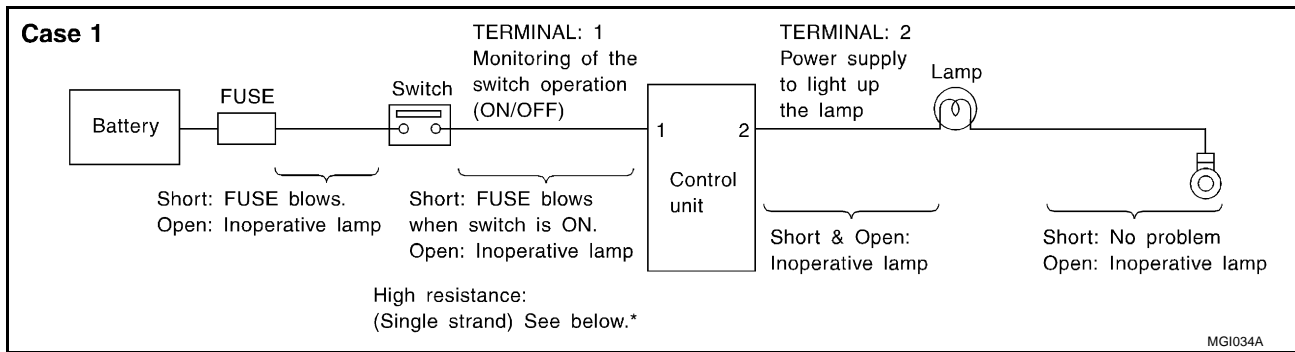 Case 1
TERMINAL: 1
Monitoring of the
switch operation
(ON/OFF)
TERMINAL: 2
Power supply
to light up
the lamp
Lamp
Switch
FUSE
Battery
1
2
Control
unit
Short: FUSE blows.
Open: Inoperative lamp
Short: FUSE blows
when switch is ON.
Open: Inoperative lamp
Short & Open:
Inoperative lamp
Short: No problem
Open: Inoperative lamp
High resistance:
(Single strand) See below.*
MGI034A